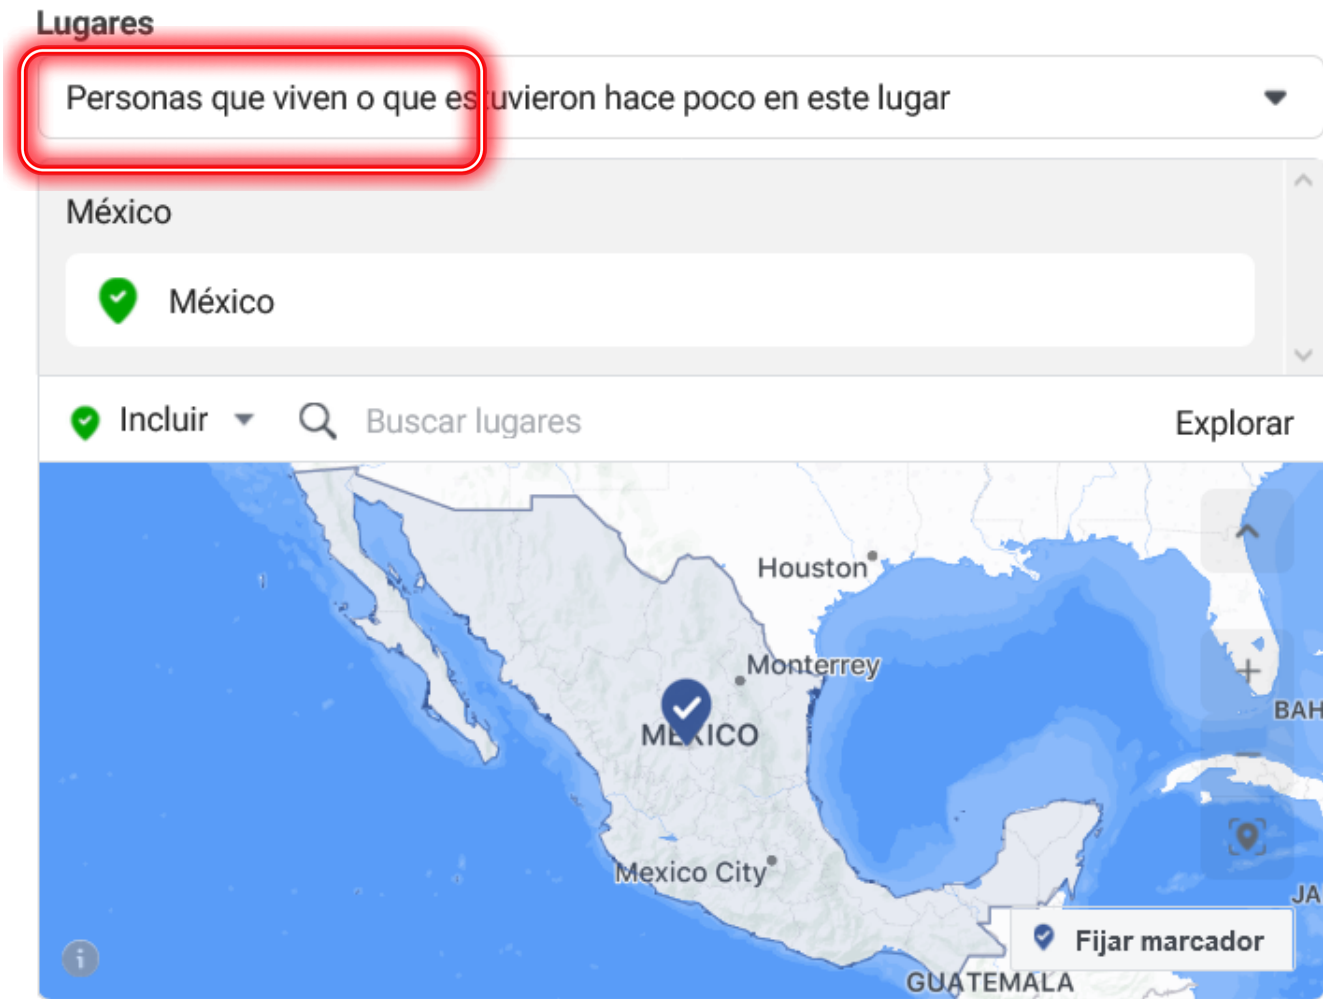 Lugares
Personas que viven o que estuvieron hace poco en este lugar
México
México
Incluir
Buscar lugares
Explorar
Houston
Monterrey
BAH
MEXICO
Mexico City
JA
Fijar marcador
GUATEMALA